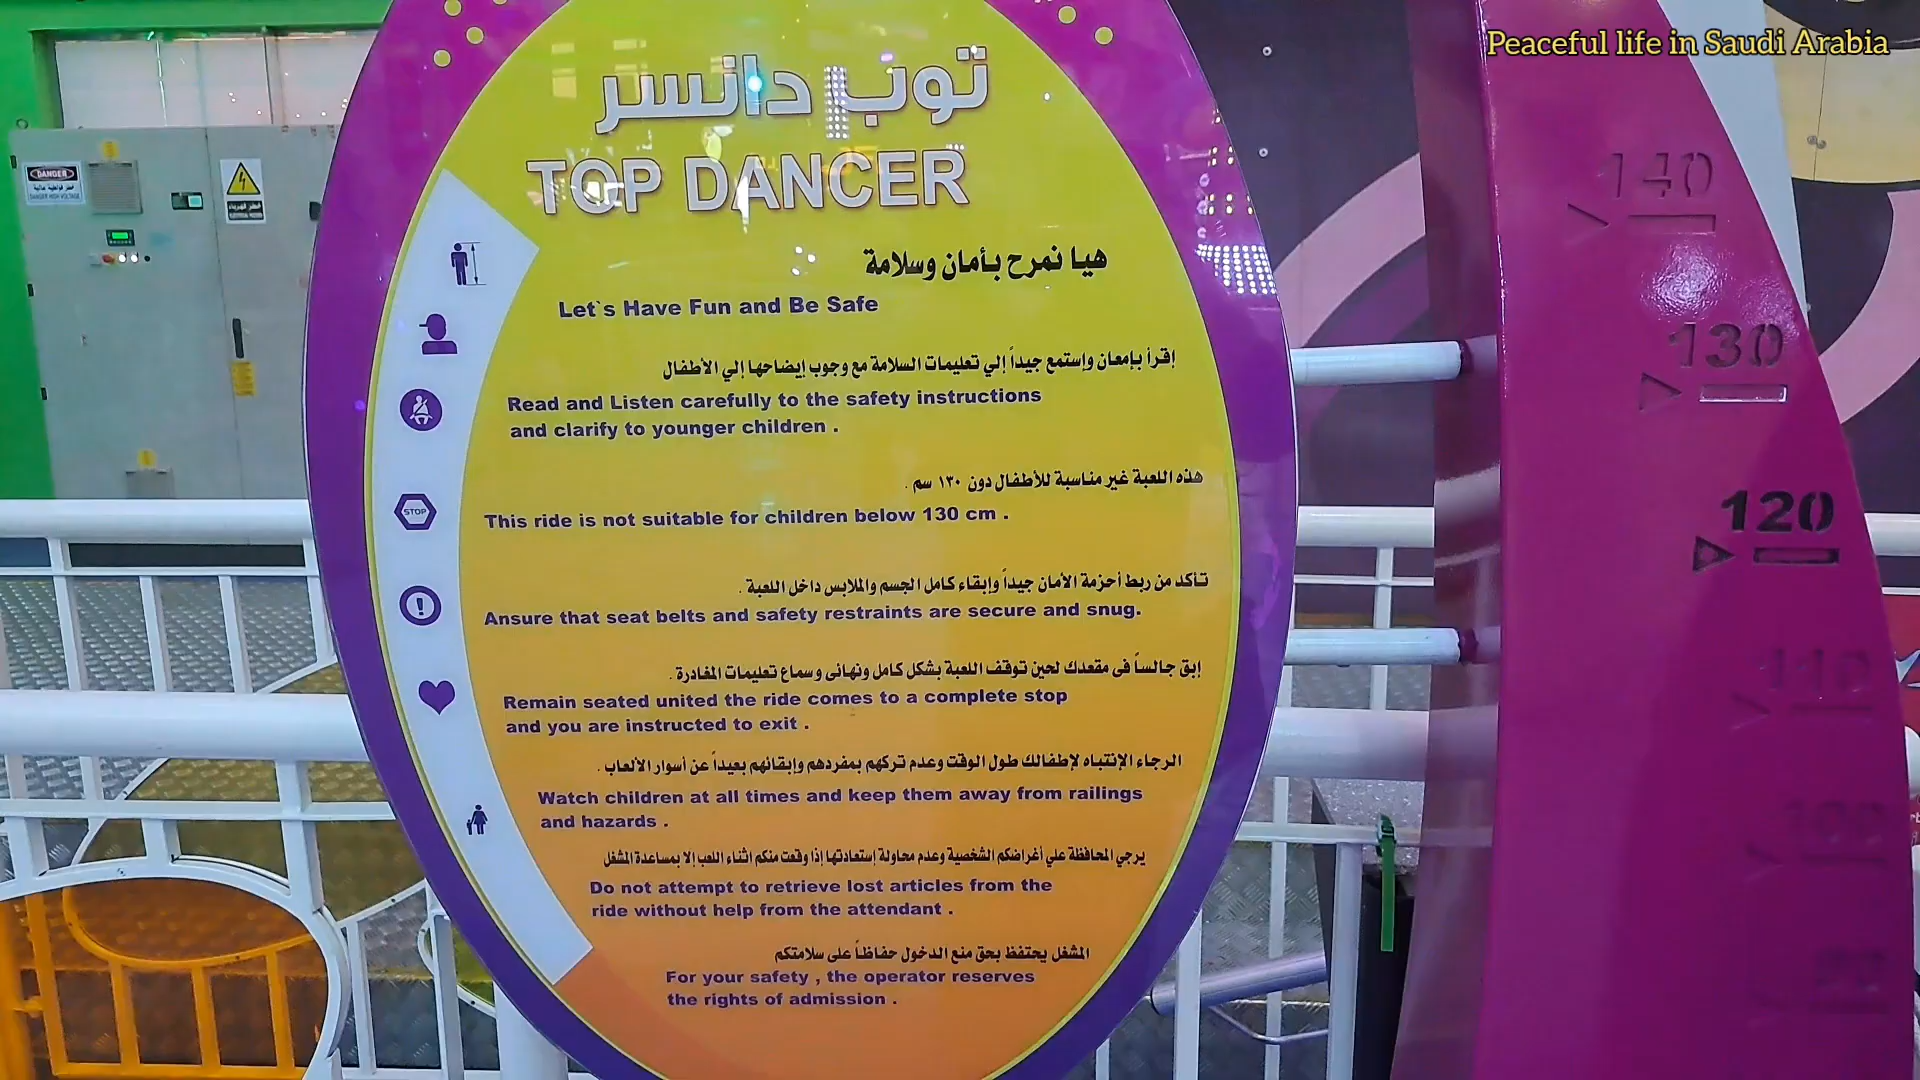 Peaceful life in Saudi Arabia
توب دانسر
TOP DANCER
هيا نمرح بأمان وسلامة
Let`s Have Fun and Be Safe
إقرأ بإمعان وإستمع جيداً إلي تعليمات السلامة مع وجوب إيضاحها إلي الأطفال
Read and Listen carefully to the safety instructions
and clarify to younger children .
هذه اللعبة غير مناسبة للأطفال دون ١٣٠ سم .
This ride is not suitable for children below 130 cm .
تأكد من ربط أحزمة الأمان جيداً وإبقاء كامل الجسم والملابس داخل اللعبة .
Ansure that seat belts and safety restraints are secure and snug.
إبق جالساً فى مقعدك لحين توقف اللعبة بشكل كامل ونهائى وسماع تعليمات المغادرة .
Remain seated united the ride comes to a complete stop
and you are instructed to exit .
الرجاء الإنتباه لإطفالك طول الوقت وعدم تركهم بمفردهم وإبقائهم بعيداً عن أسوار الألعاب .
Watch children at all times and keep them away from railings
and hazards .
يرجي المحافظة علي أغراضكم الشخصية وعدم محاولة إستعادتها إذا وقعت منكم اثناء اللعب إلا بمساعدة المشغل
Do not attempt to retrieve lost articles from the
ride without help from the attendant .
المشغل يحتفظ بحق منع الدخول حفاظاً على سلامتكم
For your safety , the operator reserves
the rights of admission .
STOP
DANGER
DANGER HIGH VOLTAGE
140
130
120
110
100